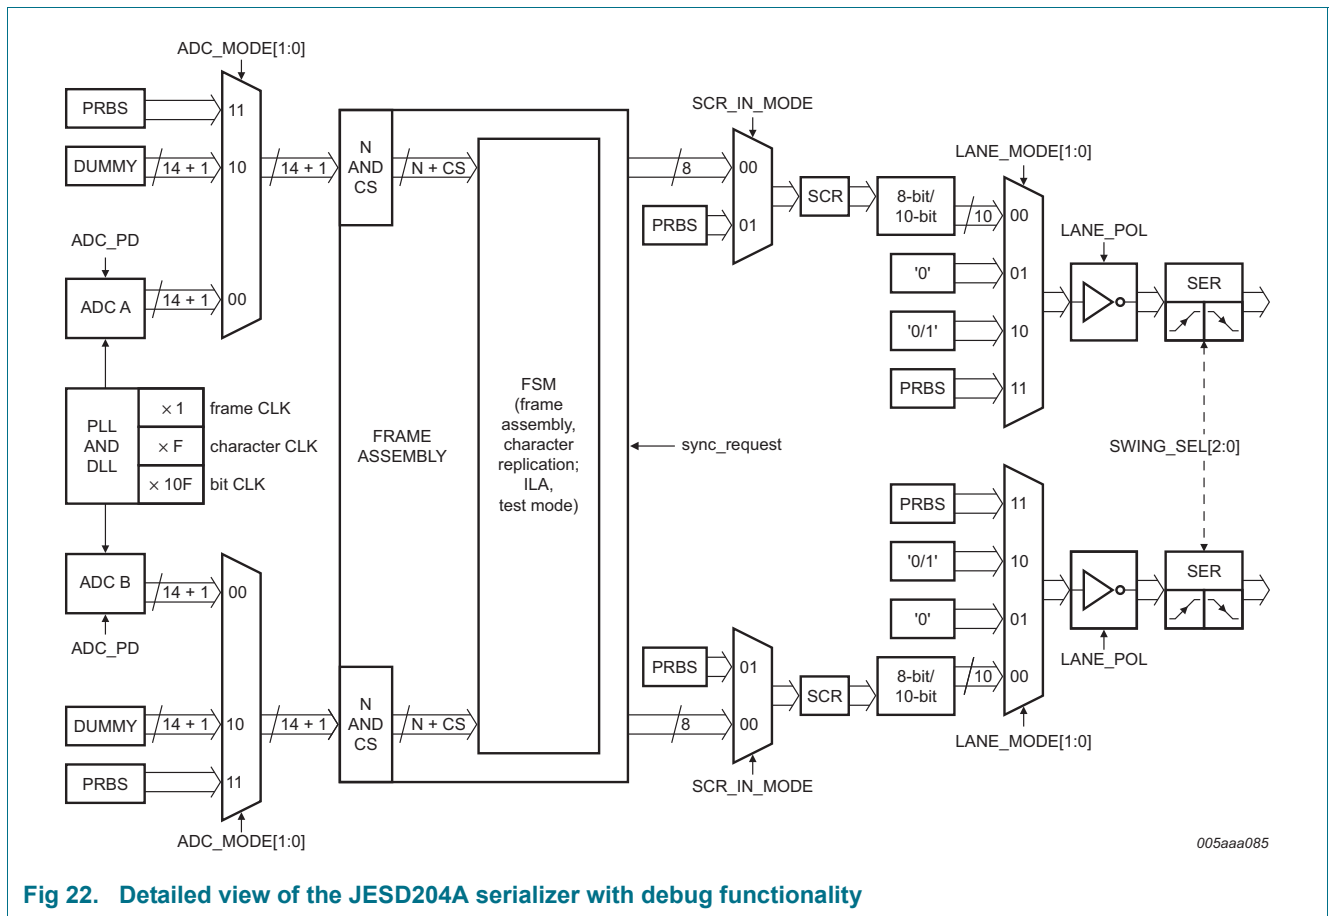 ADC_MODE[1:0]
PRBS
11
DUMMY
14 + 1
10
14 + 1
N
AND
CS
N + CS
ADC_PD
ADC A
14 + 1
00
PLL
AND
DLL
× 1
frame CLK
× F
character CLK
× 10F
bit CLK
FRAME
ASSEMBLY
FSM
(frame
assembly,
character
replication;
ILA,
test mode)
sync_request
ADC B
14 + 1
00
ADC_PD
DUMMY
14 + 1
10
14 + 1
N
AND
CS
N + CS
PRBS
11
ADC_MODE[1:0]
SCR_IN_MODE
8
00
PRBS
01
SCR
8-bit/
10-bit
10
LANE_MODE[1:0]
00
'0'
01
'0/1'
10
PRBS
11
LANE_POL
SER
SWING_SEL[2:0]
PRBS
11
'0/1'
10
'0'
01
8-bit/
10-bit
10
00
LANE_MODE[1:0]
LANE_POL
SER
PRBS
01
8
00
SCR
SCR_IN_MODE
005aaa085
Fig 22. Detailed view of the JESD204A serializer with debug functionality